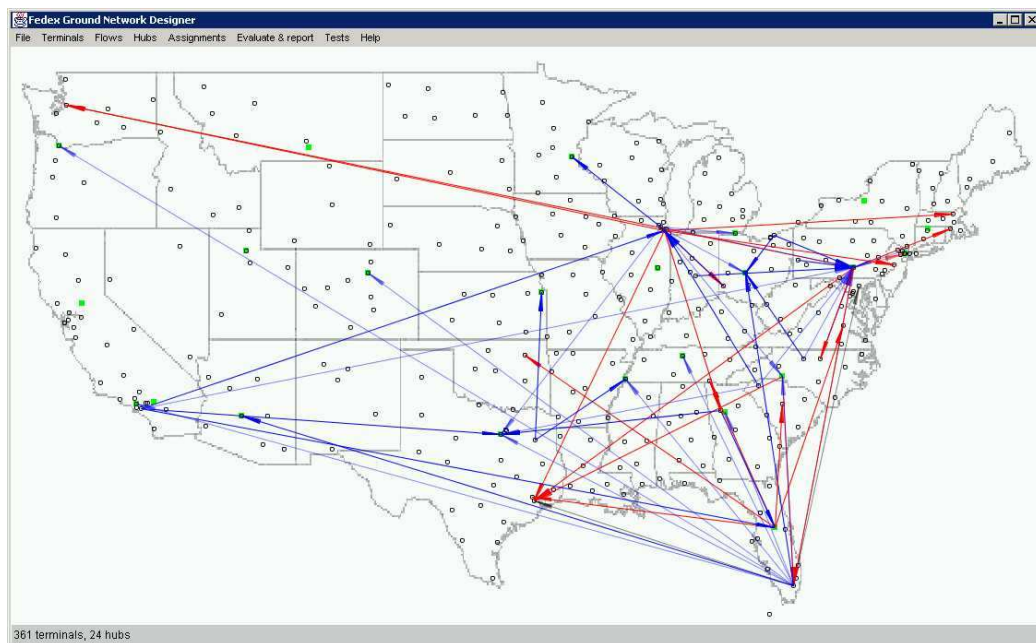 Fedex Ground Network Designer
File Terminals Flows Hubs Assignments Evaluate & report Tests Help
361 terminals, 24 hubs